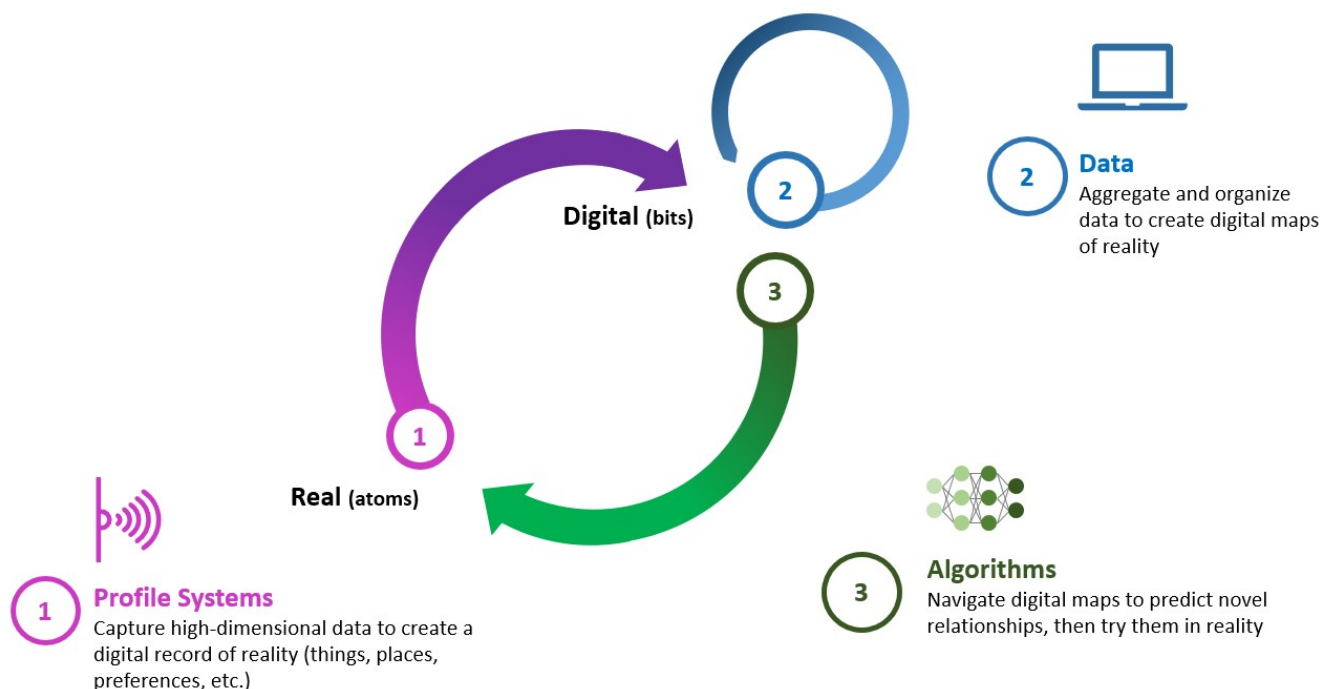 2
2
Data
Aggregate and organize
data to create digital maps
of reality
Digital (bits)
3
1
Real (atoms)
1
Profile Systems
Capture high-dimensional data to create a
digital record of reality (things, places,
preferences, etc.)
3
Algorithms
Navigate digital maps to predict novel
relationships, then try them in reality